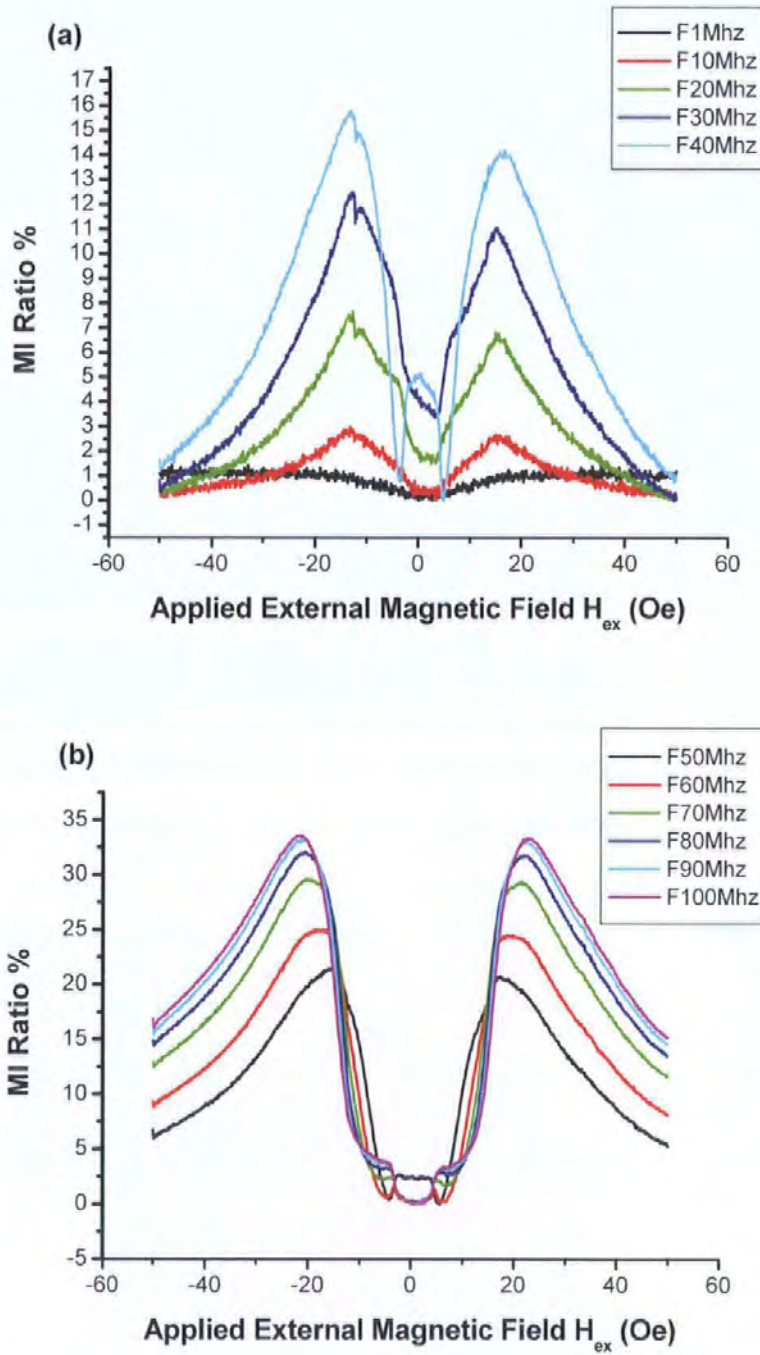 (a)
F1Mhz
F10Mhz
F20Mhz
F30Mhz
F40Mhz
17
16
15
14
13
12
11
10
9
8
7
6
5
4
3
2
1
0
-1
MI Ratio %
-60
-40
-20
0
20
40
60
Applied External Magnetic Field H_ex (Oe)
(b)
F50Mhz
F60Mhz
F70Mhz
F80Mhz
F90Mhz
F100Mhz
35
30
25
20
15
10
5
0
-5
MI Ratio %
-60
-40
-20
0
20
40
60
Applied External Magnetic Field H_ex (Oe)